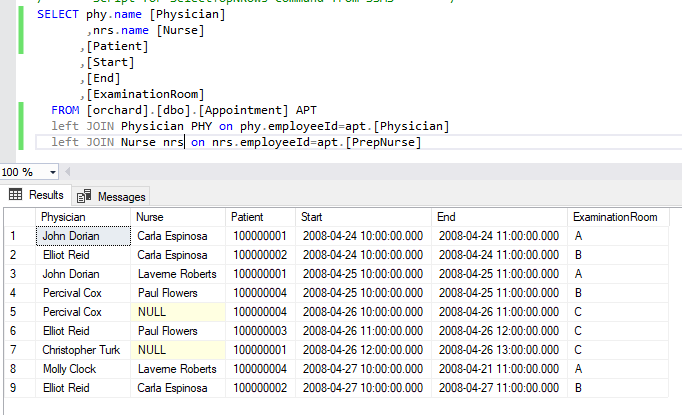 SELECT phy.name [Physician]
,nrs.name [Nurse]
,[Patient]
,[Start]
,[End]
,[ExaminationRoom]
FROM [orchard].[dbo].[Appointment] APT
left JOIN Physician PHY on phy.employeeId=apt.[Physician]
left JOIN Nurse nrs on nrs.employeeId=apt.[PrepNurse]
100 %
Results Messages
Physician Nurse Patient Start End ExaminationRoom
1 John Dorian Carla Espinosa 100000001 2008-04-24 10:00:00.000 2008-04-24 11:00:00.000 A
2 Elliot Reid Carla Espinosa 100000002 2008-04-24 10:00:00.000 2008-04-24 11:00:00.000 B
3 John Dorian Laverne Roberts 100000001 2008-04-25 10:00:00.000 2008-04-25 11:00:00.000 A
4 Percival Cox Paul Flowers 100000004 2008-04-25 10:00:00.000 2008-04-25 11:00:00.000 B
5 Percival Cox NULL 100000004 2008-04-26 10:00:00.000 2008-04-26 11:00:00.000 C
6 Elliot Reid Paul Flowers 100000003 2008-04-26 11:00:00.000 2008-04-26 12:00:00.000 C
7 Christopher Turk NULL 100000001 2008-04-26 12:00:00.000 2008-04-26 13:00:00.000 C
8 Molly Clock Laverne Roberts 100000004 2008-04-27 10:00:00.000 2008-04-21 11:00:00.000 A
9 Elliot Reid Carla Espinosa 100000002 2008-04-27 10:00:00.000 2008-04-27 11:00:00.000 B